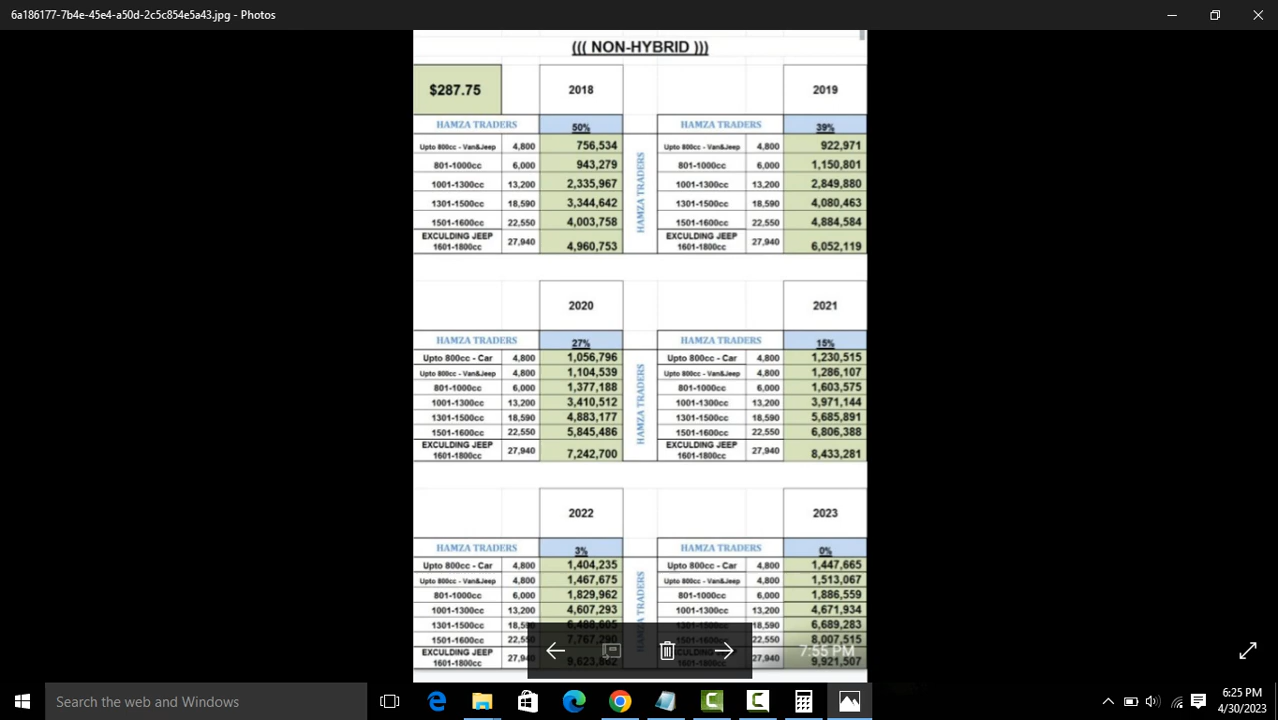 6a186177-7b4e-45e4-a50d-2c5c854e5a43.jpg - Photos
((( NON-HYBRID )))
$287.75 2018 2019
HAMZA TRADERS 50% HAMZA TRADERS 39%
Upto 800cc - Van&Jeep 4,800 756,534 Upto 800cc - Van&Jeep 4,800 922,971
801-1000cc 6,000 943,279 801-1000cc 6,000 1,150,801
1001-1300cc 13,200 2,335,967 1001-1300cc 13,200 2,849,880
1301-1500cc 18,590 3,344,642 1301-1500cc 18,590 4,080,463
1501-1600cc 22,550 4,003,758 1501-1600cc 22,550 4,884,584
EXCULDING JEEP EXCULDING JEEP
1601-1800cc 27,940 4,960,753 1601-1800cc 27,940 6,052,119
HAMZA TRADERS
2020 2021
HAMZA TRADERS 27% HAMZA TRADERS 15%
Upto 800cc - Car 4,800 1,056,796 Upto 800cc - Car 4,800 1,230,515
Upto 800cc - Van&Jeep 4,800 1,104,539 Upto 800cc - Van&Jeep 4,800 1,286,107
801-1000cc 6,000 1,377,188 801-1000cc 6,000 1,603,575
1001-1300cc 13,200 3,410,512 1001-1300cc 13,200 3,971,144
1301-1500cc 18,590 4,883,177 1301-1500cc 18,590 5,685,891
1501-1600cc 22,550 5,845,486 1501-1600cc 22,550 6,806,388
EXCULDING JEEP EXCULDING JEEP
1601-1800cc 27,940 7,242,700 1601-1800cc 27,940 8,433,281
HAMZA TRADERS
2022 2023
HAMZA TRADERS 3% HAMZA TRADERS 0%
Upto 800cc - Car 4,800 1,404,235 Upto 800cc - Car 4,800 1,447,665
Upto 800cc - Van&Jeep 4,800 1,467,675 Upto 800cc - Van&Jeep 4,800 1,513,067
801-1000cc 6,000 1,829,962 801-1000cc 6,000 1,886,559
1001-1300cc 13,200 4,607,293 1001-1300cc 13,200 4,671,934
1301-1500cc 1301-1500cc 18,590 6,689,283
1501-1600cc 7,767,290 1501-1600cc 22,550 8,007,515
EXCULDING JEEP
1601-1800cc 1601-1800cc 27,940 9,921,507
HAMZA TRADERS
7:55 PM
Search the web and Windows
6:25 PM
4/30/2023